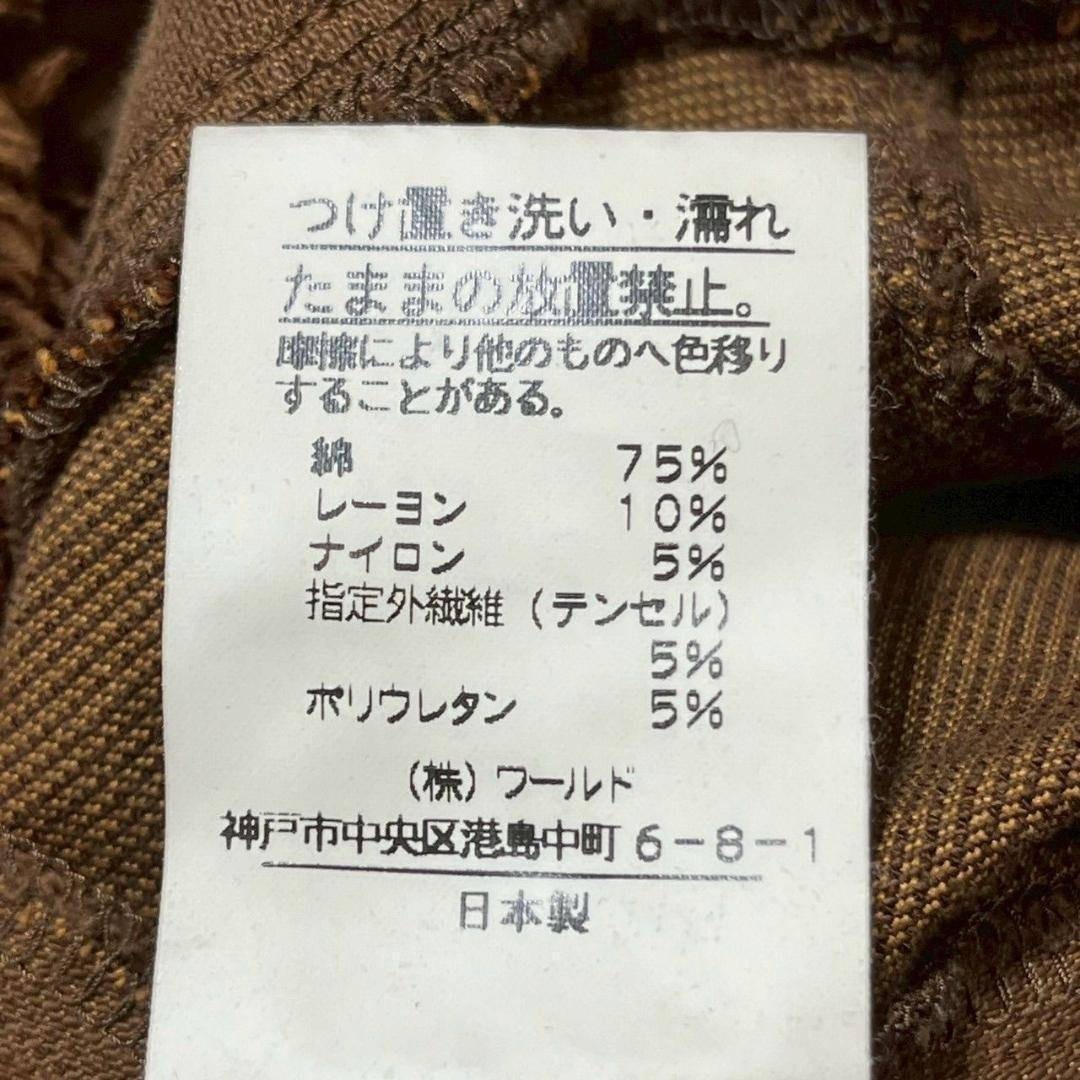 つけ置き洗い・濡れ
たままの放置禁止。
摩擦により他のものへ色移り
することがある。
綿 75%
レーヨン 10%
ナイロン 5%
指定外繊維(テンセル)
5%
ポリウレタン 5%
(株)ワールド
神戸市中央区港島中町6-8-1
日本製